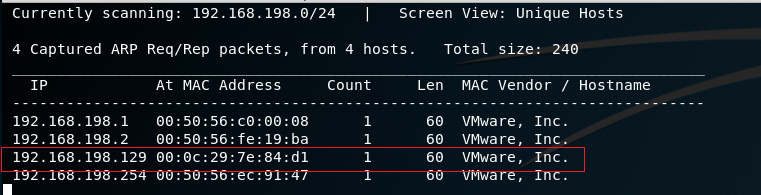 Currently scanning: 192.168.198.0/24   |   Screen View: Unique Hosts
4 Captured ARP Req/Rep packets, from 4 hosts.   Total size: 240
_____________________________________________________________________________
IP            At MAC Address     Count     Len  MAC Vendor / Hostname
-----------------------------------------------------------------------------
192.168.198.1   00:50:56:c0:00:08      1      60  VMware, Inc.
192.168.198.2   00:50:56:fe:19:ba      1      60  VMware, Inc.
192.168.198.129 00:0c:29:7e:84:d1      1      60  VMware, Inc.
192.168.198.254 00:50:56:ec:91:47      1      60  VMware, Inc.